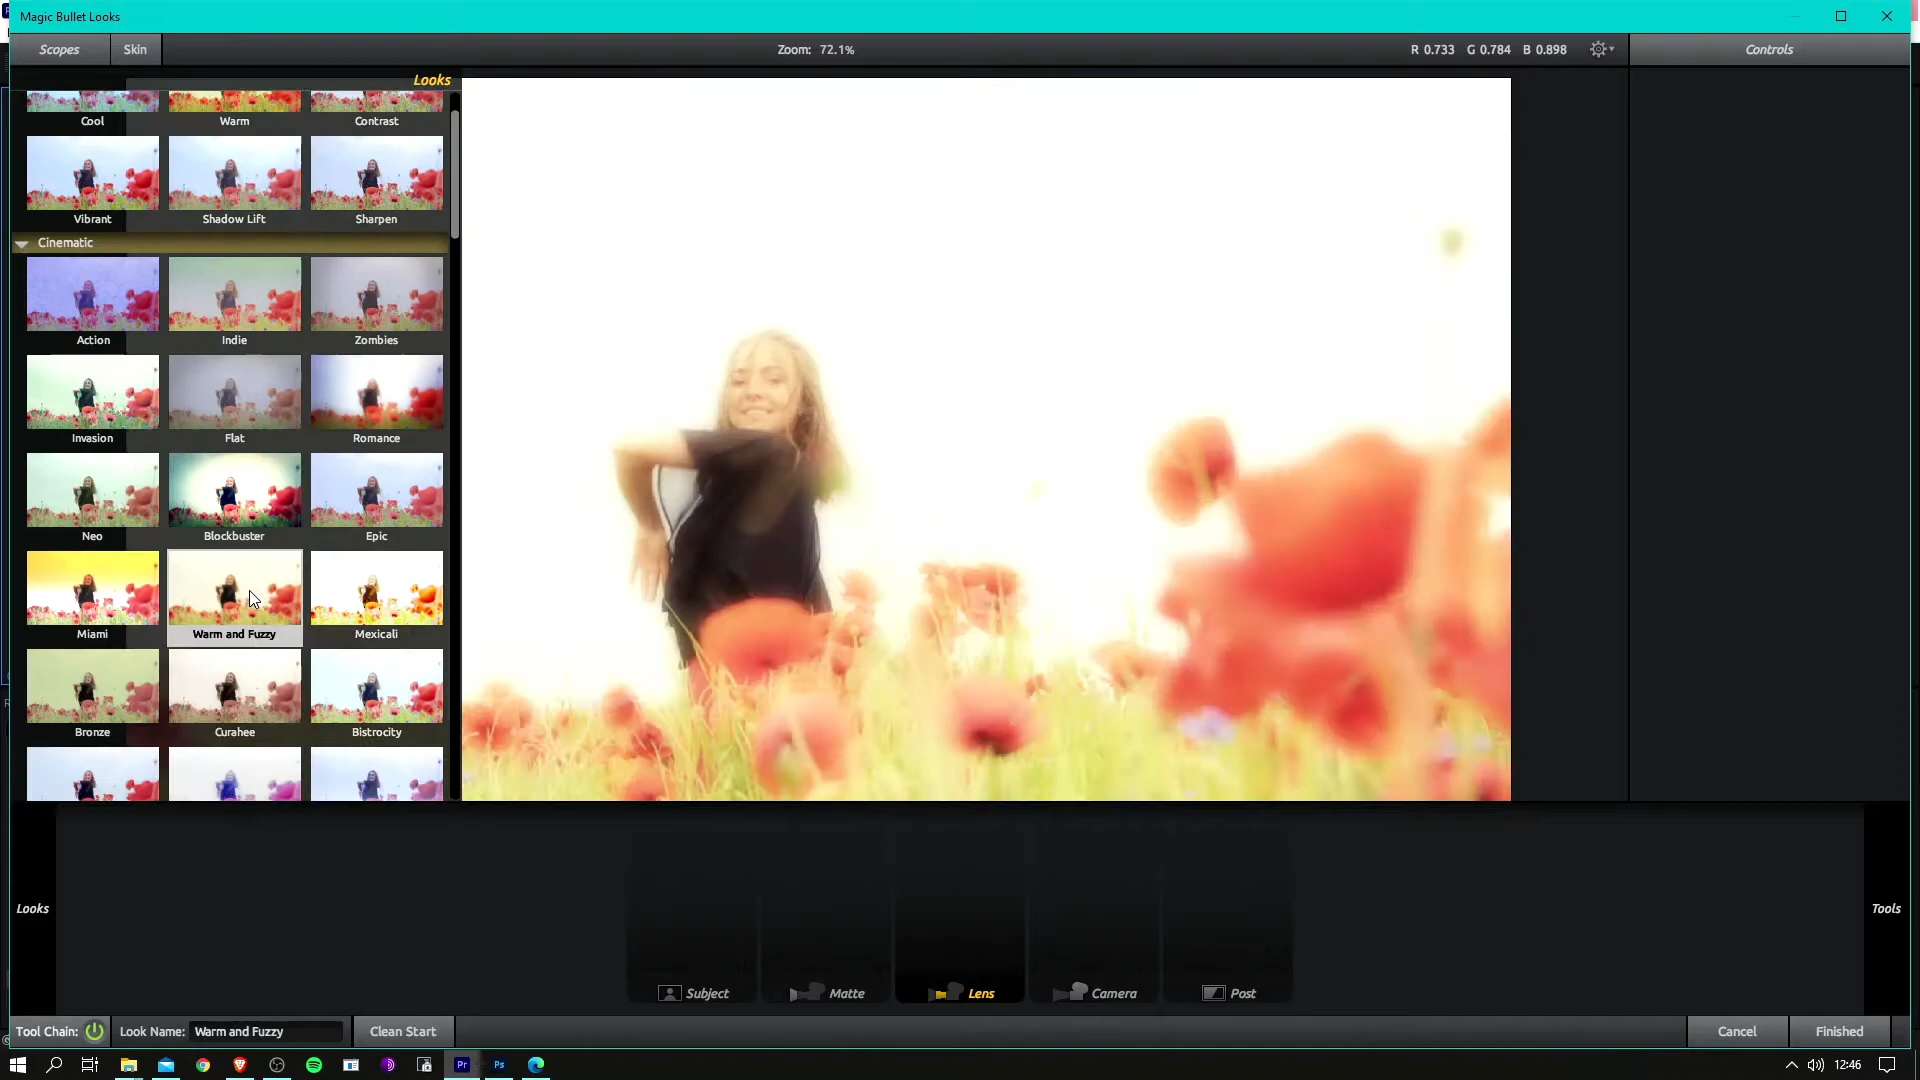 Magic Bullet Looks
Scopes
Skin
Zoom: 72.1%
R 0.733 G 0.784 B 0.898
Controls
Looks
Cool
Warm
Contrast
Vibrant
Shadow Lift
Sharpen
Cinematic
Action
Indie
Zombies
Invasion
Flat
Romance
Neo
Blockbuster
Epic
Miami
Warm and Fuzzy
Mexicali
Bronze
Curahee
Bistrocity
Looks
Tools
Subject
Matte
Lens
Camera
Post
Tool Chain:
Look Name: Warm and Fuzzy
Clean Start
Cancel
Finished
Pr
Ps
12:46